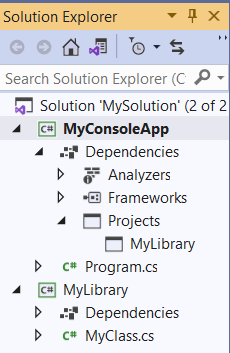 Solution Explorer
Search Solution Explorer (C
Solution 'MySolution' (2 of 2
MyConsoleApp
Dependencies
Analyzers
Frameworks
Projects
MyLibrary
C# Program.cs
C# MyLibrary
Dependencies
C# MyClass.cs